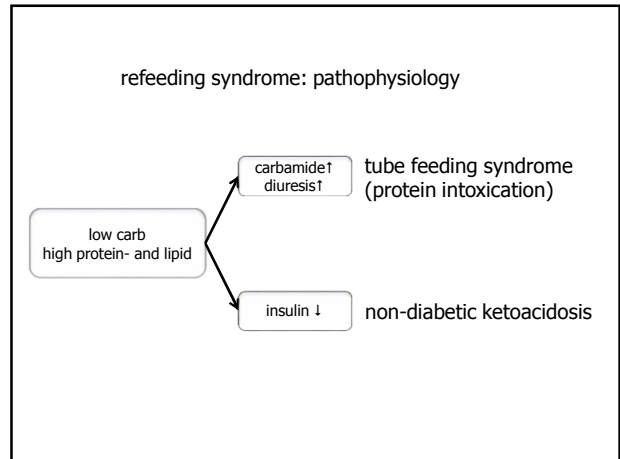 refeeding syndrome: pathophysiology
carbamide↑
diuresis↑
tube feeding syndrome
(protein intoxication)
low carb
high protein- and lipid
insulin ↓
non-diabetic ketoacidosis